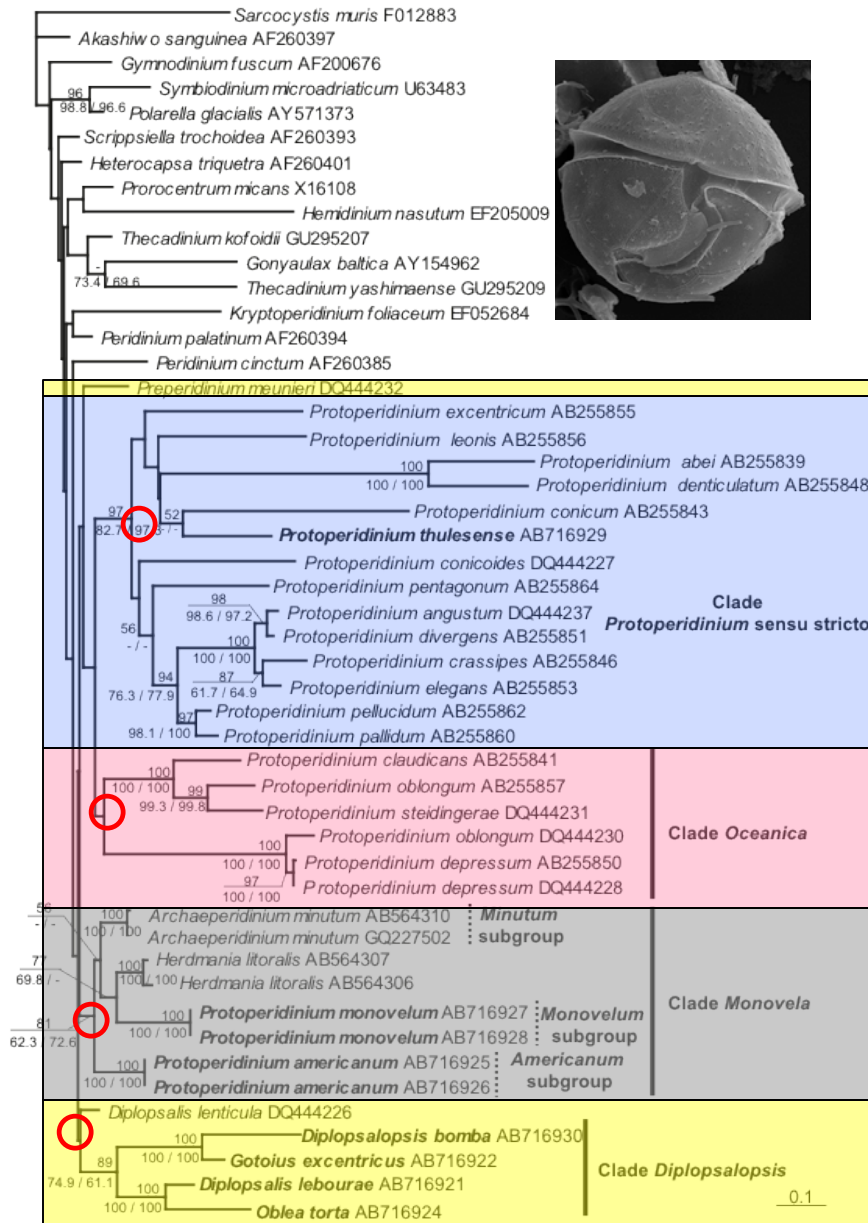 Sarcocystis muris F012883
Akashiwo sanguinea AF260397
Gymnodinium fuscum AF200676
96 Symbiodinium microadriaticum U63483
98.8 / 96.6
Polarella glacialis AY571373
Scrippsiella trochoidea AF260393
Heterocapsa triquetra AF260401
Prorocentrum micans X16108
Hemidinium nasutum EF205009
Thecadinium kofoidii GU295207
- Gonyaulax baltica AY154962
73.4 / 69.6
Thecadinium yashimaense GU295209
Kryptoperidinium foliaceum EF052684
Peridinium palatinum AF260394
Peridinium cinctum AF260385
Preperidinium meunieri DQ444232
Protoperidinium excentricum AB255855
Protoperidinium leonis AB255856
100 Protoperidinium abei AB255839
100 / 100
Protoperidinium denticulatum AB255848
97 52 Protoperidinium conicum AB255843
-/-
Protoperidinium thulesense AB716929
Protoperidinium conicoides DQ444227
Protoperidinium pentagonum AB255864
98 Protoperidinium angustum DQ444237
98.6 / 97.2
Clade
Protoperidinium sensu stricto
56 Protoperidinium divergens AB255851
- / -
100
100 / 100
Protoperidinium crassipes AB255846
87
61.7 / 64.9
Protoperidinium elegans AB255853
94
76.3 / 77.9
97 Protoperidinium pellucidum AB255862
98.1 / 100
Protoperidinium pallidum AB255860
Protoperidinium claudicans AB255841
100
100 / 100
99 Protoperidinium oblongum AB255857
99.3 / 99.8
Protoperidinium steidingerae DQ444231
Clade Oceanica
100 Protoperidinium oblongum DQ444230
100 / 100
Protoperidinium depressum AB255850
97
100 / 100
Protoperidinium depressum DQ444228
56
- / -
100 Archaeperidinium minutum AB564310
100 / 100
Archaeperidinium minutum GQ227502
Minutum
subgroup
77
69.8 / -
100 Herdmania litoralis AB564307
100 / 100
Herdmania litoralis AB564306
Clade Monovela
100 Protoperidinium monovelum AB716927
100 / 100
Protoperidinium monovelum AB716928
Monovelum
subgroup
81
62.3 / 72.6
100 Protoperidinium americanum AB716925
100 / 100
Protoperidinium americanum AB716926
Americanum
subgroup
Diplopsalis lenticula DQ444226
100 Diplopsalopsis bomba AB716930
100 / 100
89 Gotoius excentricus AB716922
74.9 / 61.1
Clade Diplopsalopsis
100 Diplopsalis lebourae AB716921
100 / 100
Oblea torta AB716924
0.1